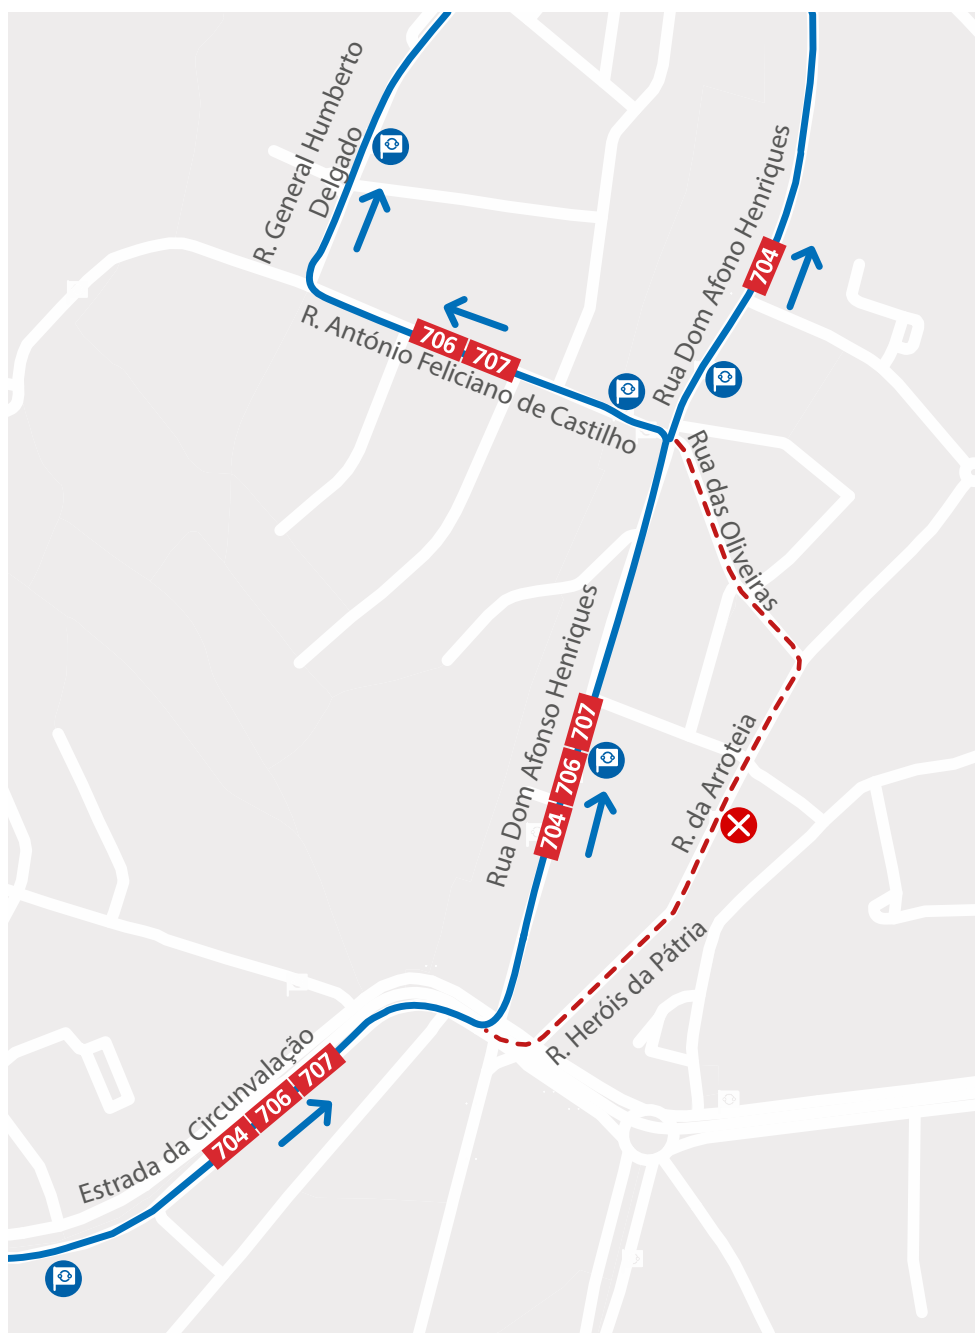 R. General Humberto
Delgado
Rua Dom Afono Henriques
704
R. António Feliciano de Castilho
706 707
Rua das Oliveiras
Rua Dom Afonso Henriques
704 706 707
R. da Arroteia
R. Heróis da Pátria
Estrada da Circunvalação
704 706 707